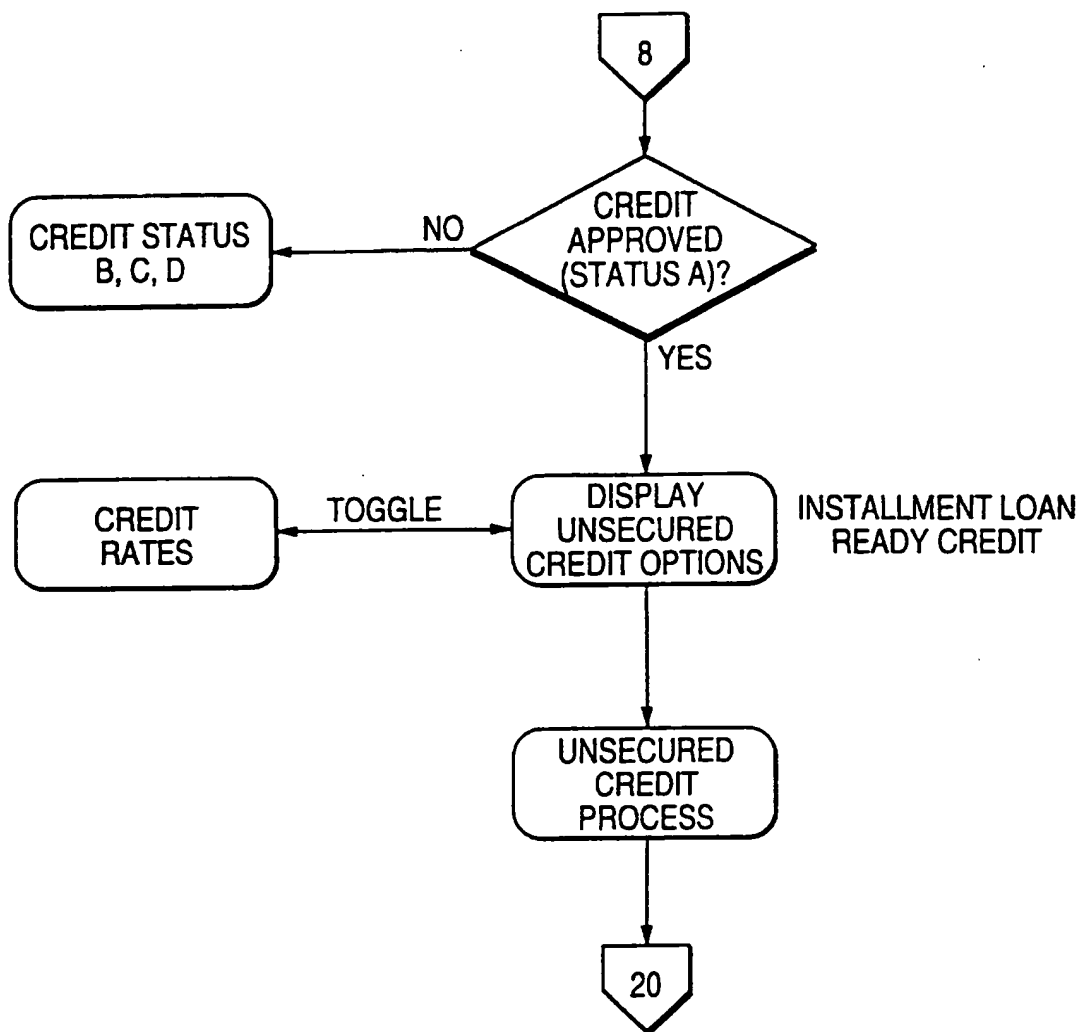 8
CREDIT
APPROVED
(STATUS A)?
NO
CREDIT STATUS
B, C, D
YES
CREDIT
RATES
TOGGLE
DISPLAY
UNSECURED
CREDIT OPTIONS
INSTALLMENT LOAN
READY CREDIT
UNSECURED
CREDIT
PROCESS
20